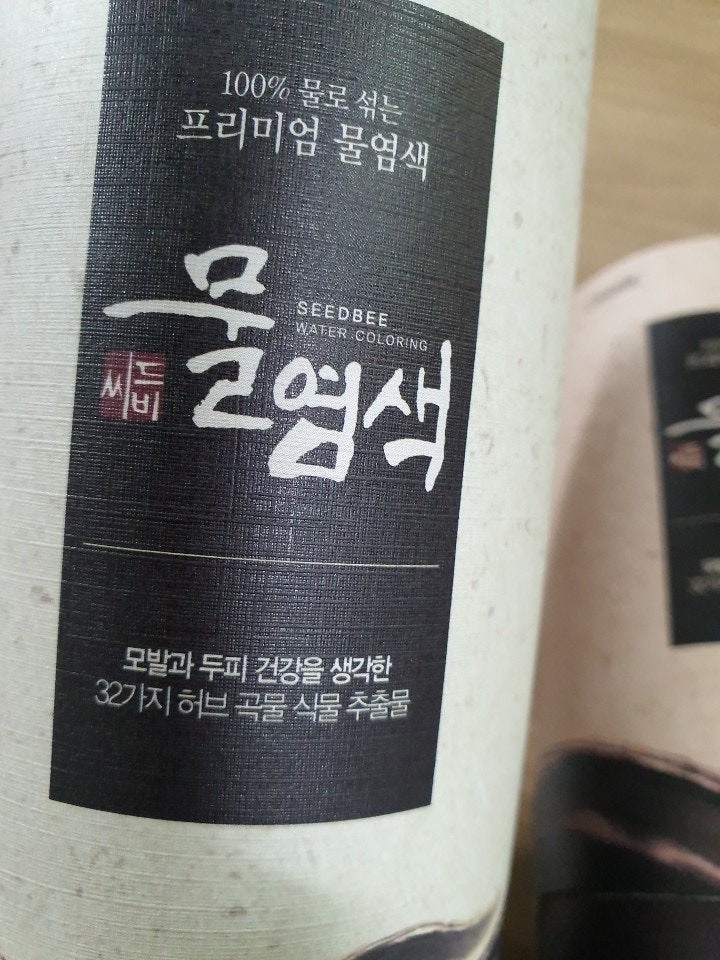 100% 물로 섞는
프리미엄 물염색
물염색
SEEDBEE
WATER COLORING
씨드비
모발과 두피 건강을 생각한
32가지 허브 곡물 식물 추출물